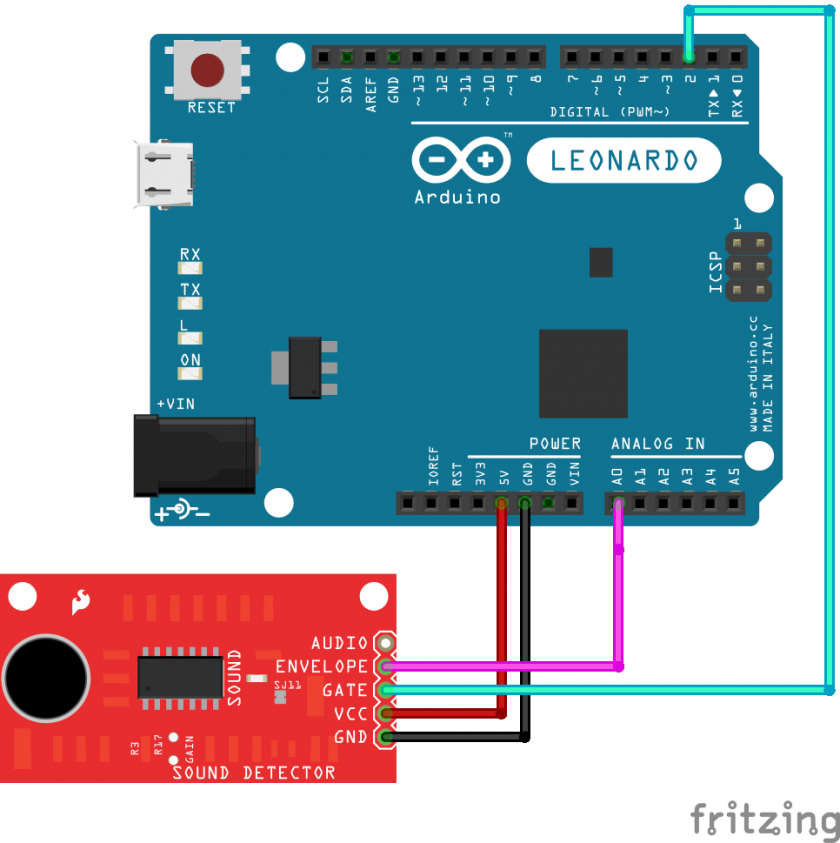 RESET
SCL
SDA
AREF
GND
~13
12
~11
~10
~9
8
7
~6
~5
4
~3
2
TX▶1
RX◀0
DIGITAL (PWM~)
TM
Arduino
LEONARDO
1
ICSP
RX
TX
L
ON
www.arduino.cc
MADE IN ITALY
+VIN
POWER
ANALOG IN
IOREF
RST
3V3
5V
GND
GND
VIN
A0
A1
A2
A3
A4
A5
AUDIO
ENVELOPE
GATE
VCC
GND
SOUND
SJ11
R3
R17
GAIN
SOUND DETECTOR
fritzing